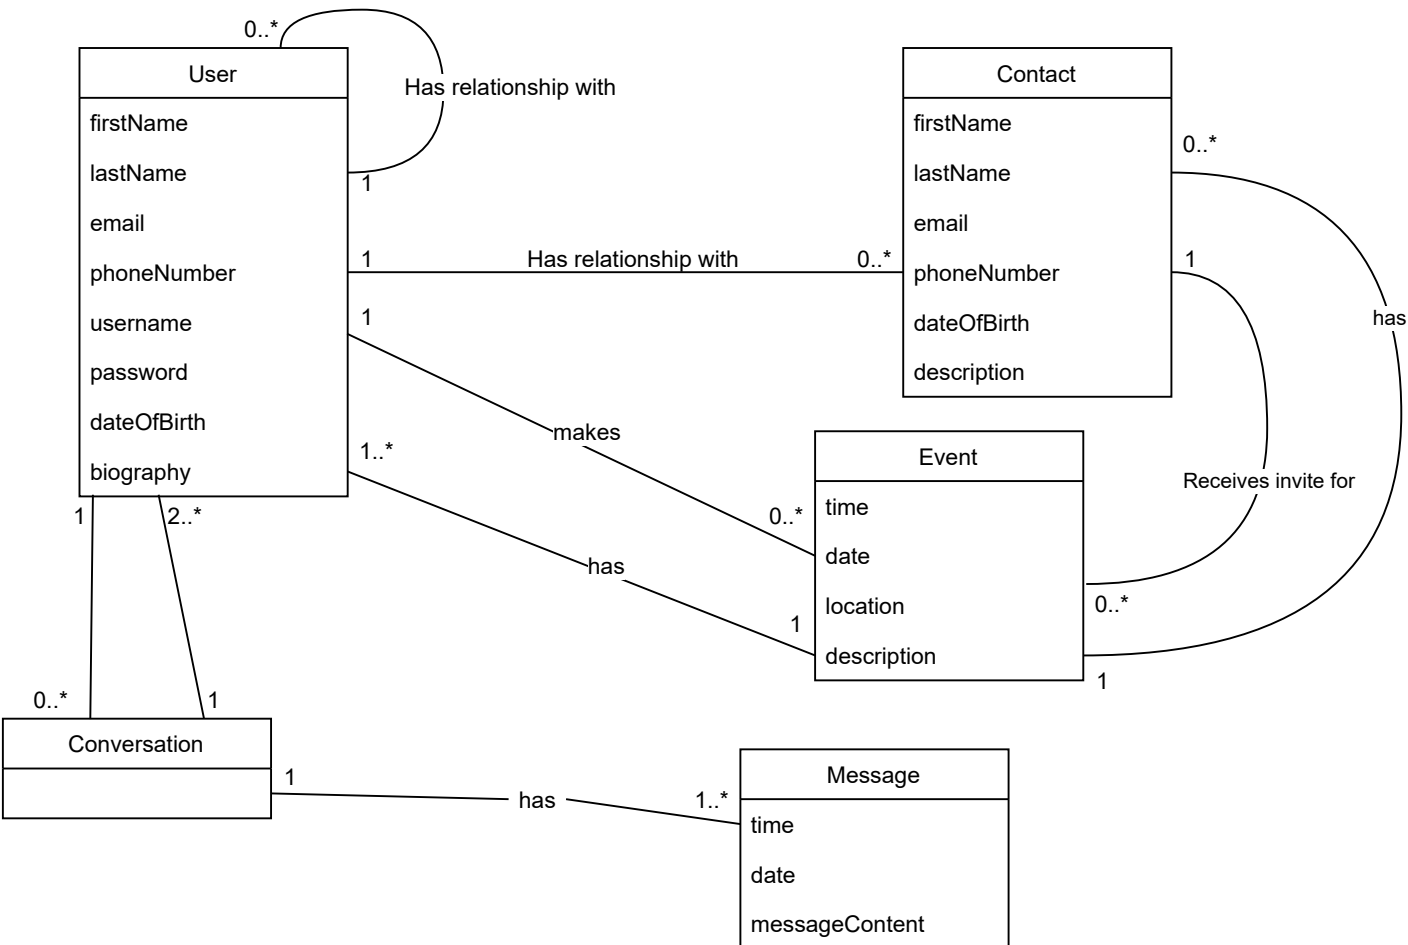 0..*
User
Has relationship with
1
firstName
lastName
email
phoneNumber
username
password
dateOfBirth
biography
Contact
firstName
lastName
email
phoneNumber
dateOfBirth
description
1
Has relationship with
0..*
0..*
1
has
1
makes
0..*
1..*
has
1
Event
time
date
location
description
Receives invite for
0..*
1
1
2..*
0..*
1
Conversation
1
has
1..*
Message
time
date
messageContent